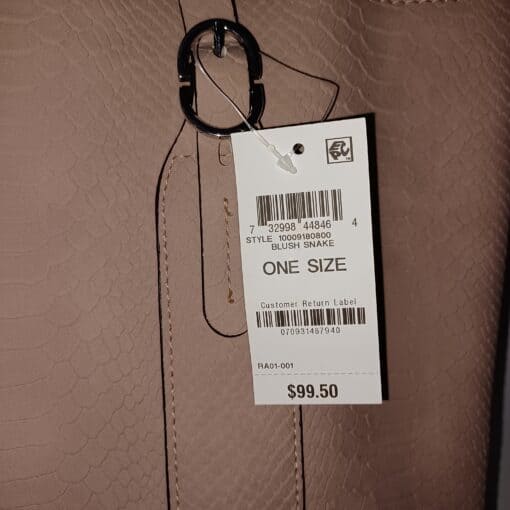 7 32998 44846 4
STYLE 10009180800
BLUSH SNAKE
ONE SIZE
Customer Return Label
070931467940
RA01-001
$99.50